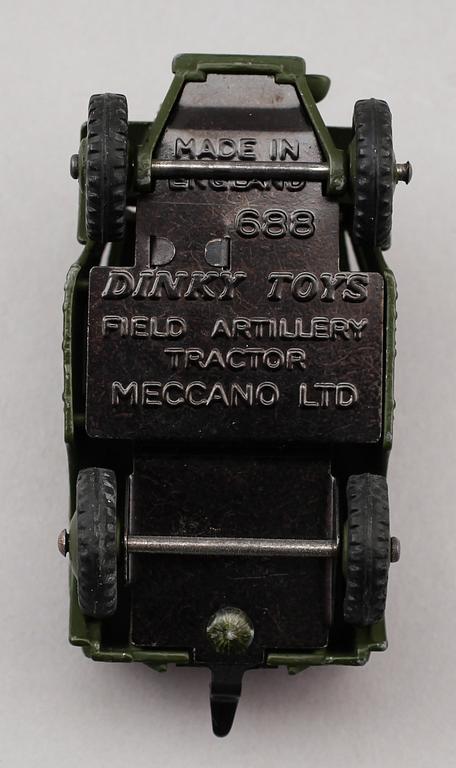 MADE IN
ENGLAND
688
DINKY TOYS
FIELD ARTILLERY
TRACTOR
MECCANO LTD